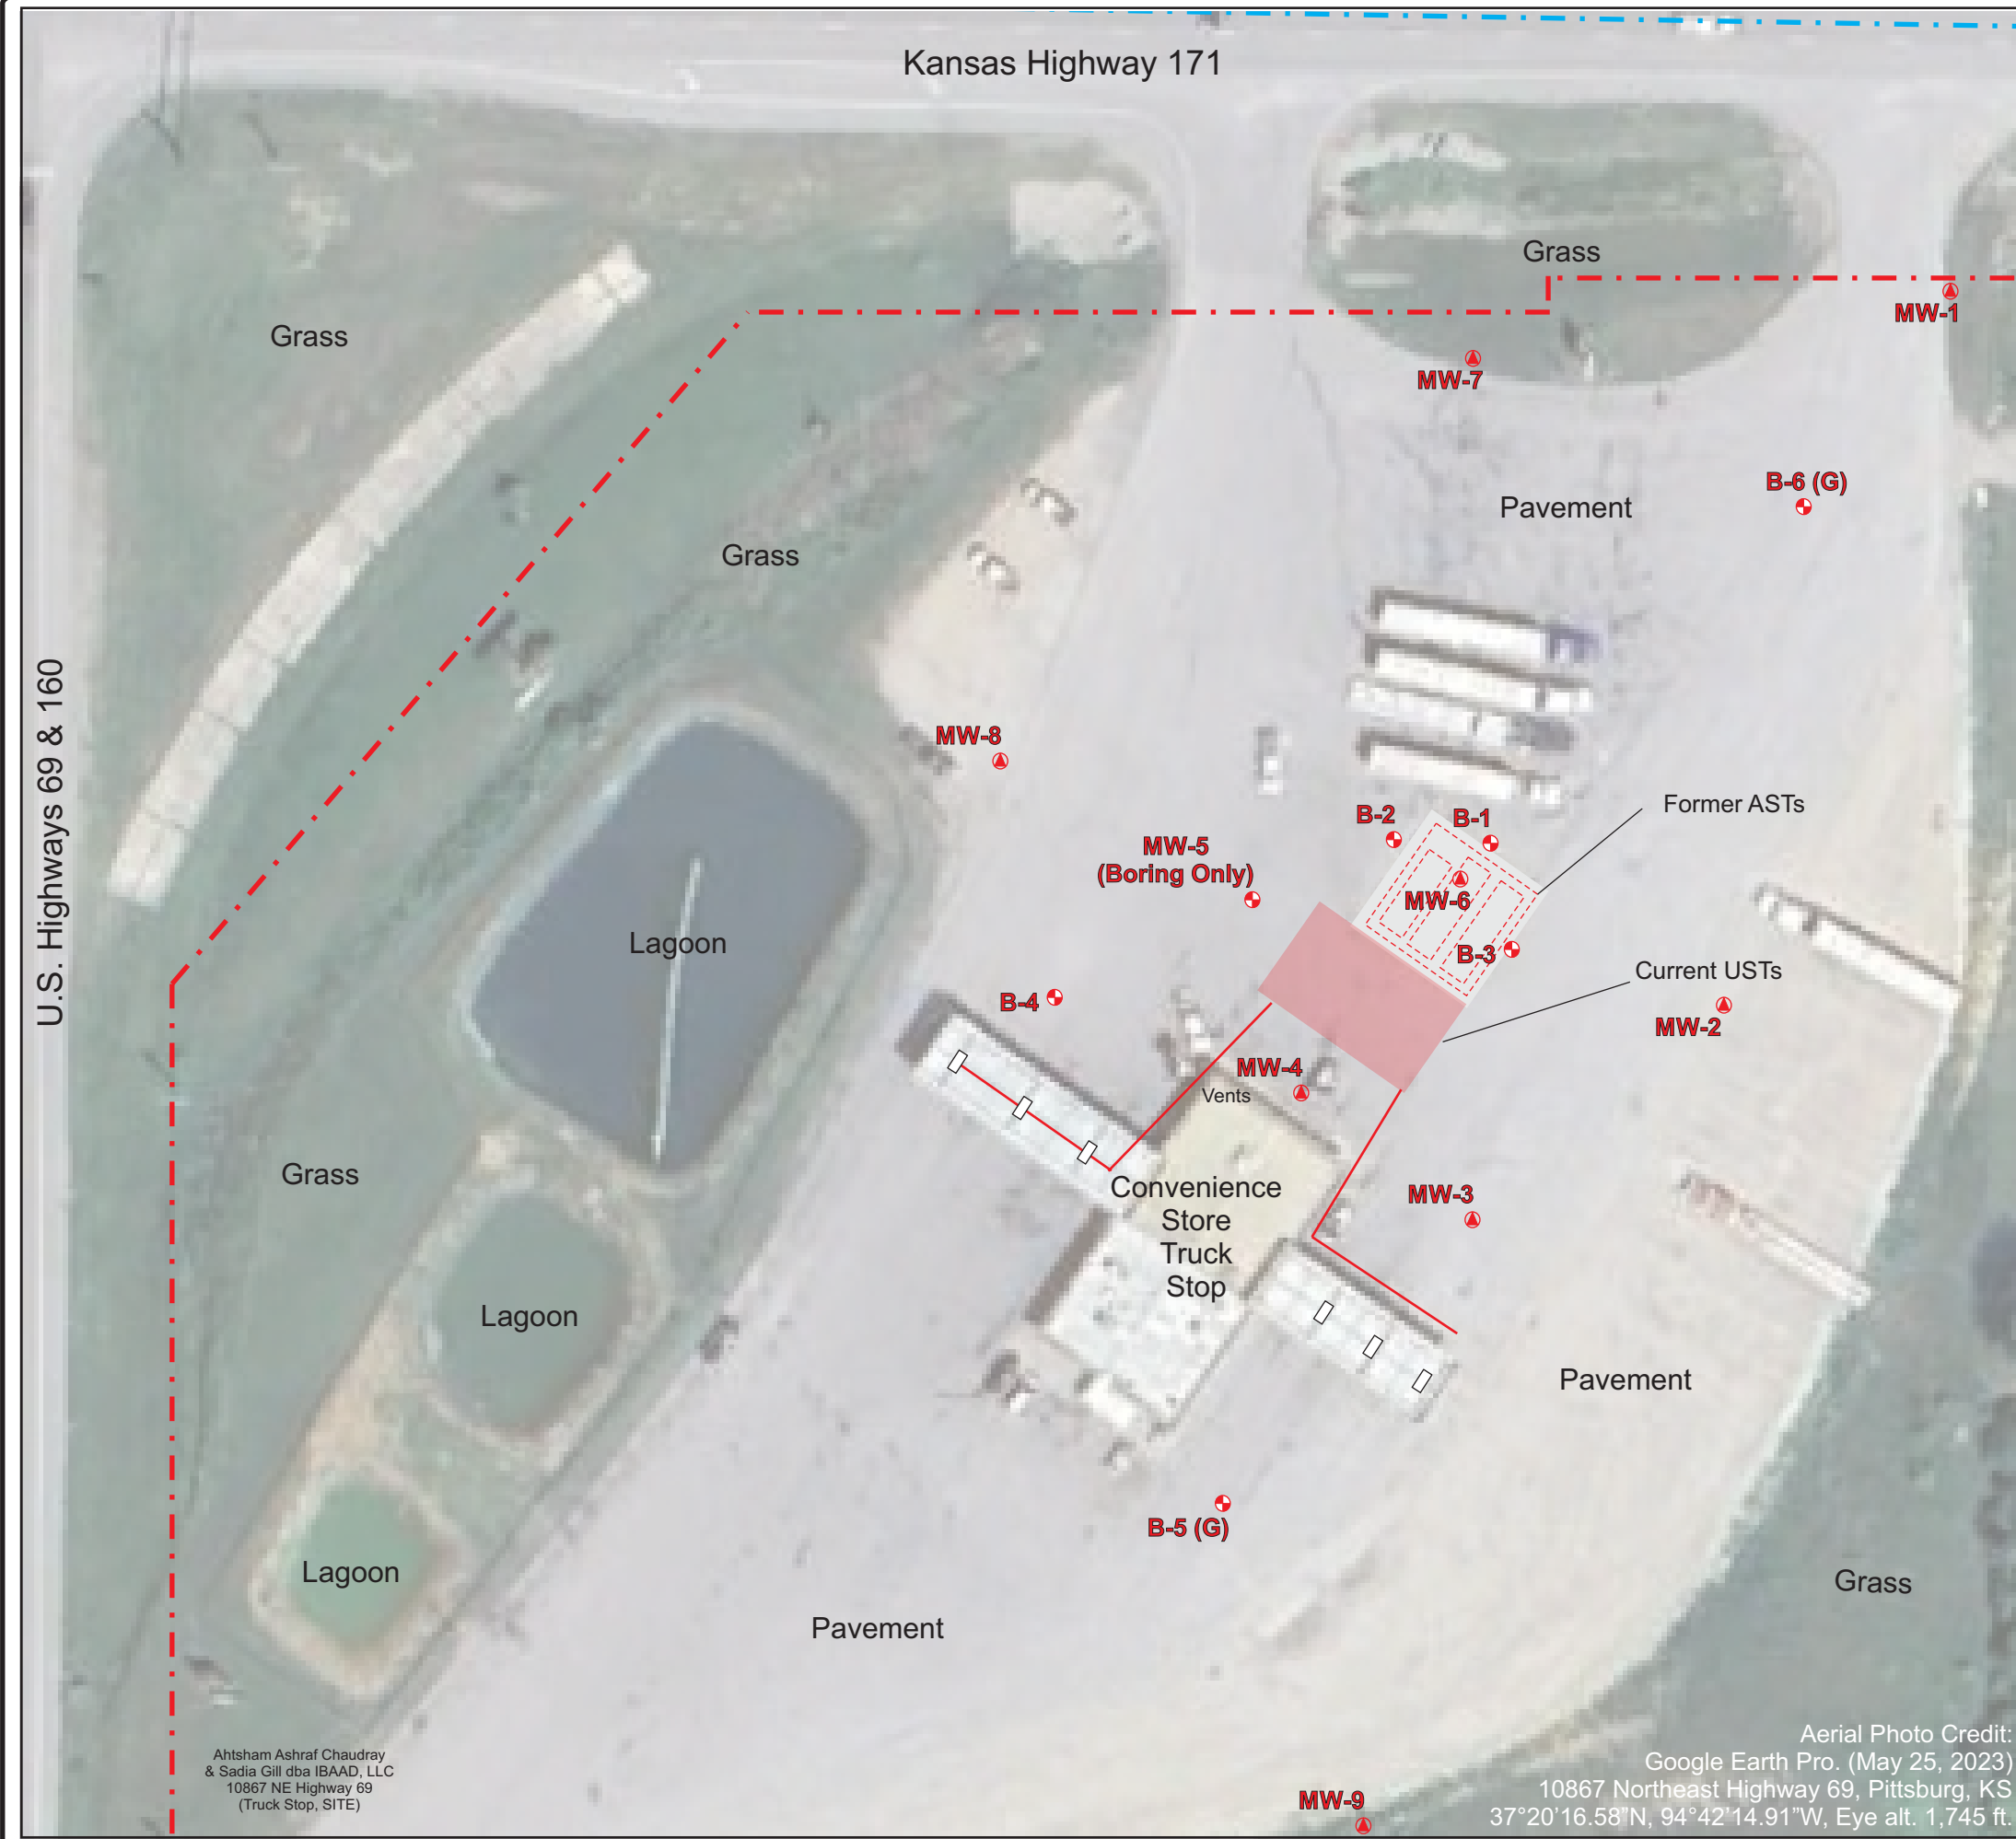 Kansas Highway 171
Grass
MW-1
Grass
MW-7
B-6 (G)
Pavement
Grass
U.S. Highways 69 & 160
MW-8
Former ASTs
B-2
B-1
MW-5
(Boring Only)
MW-6
Lagoon
B-3
Current USTs
B-4
MW-2
MW-4
Vents
Grass
Convenience
Store
Truck
Stop
MW-3
Lagoon
Pavement
B-5 (G)
Lagoon
Grass
Pavement
Ahtsham Ashraf Chaudray
& Sadia Gill dba IBAAD, LLC
10867 NE Highway 69
(Truck Stop, SITE)
MW-9
Aerial Photo Credit:
Google Earth Pro. (May 25, 2023)
10867 Northeast Highway 69, Pittsburg, KS
37°20’16.58”N, 94°42’14.91”W, Eye alt. 1,745 ft.